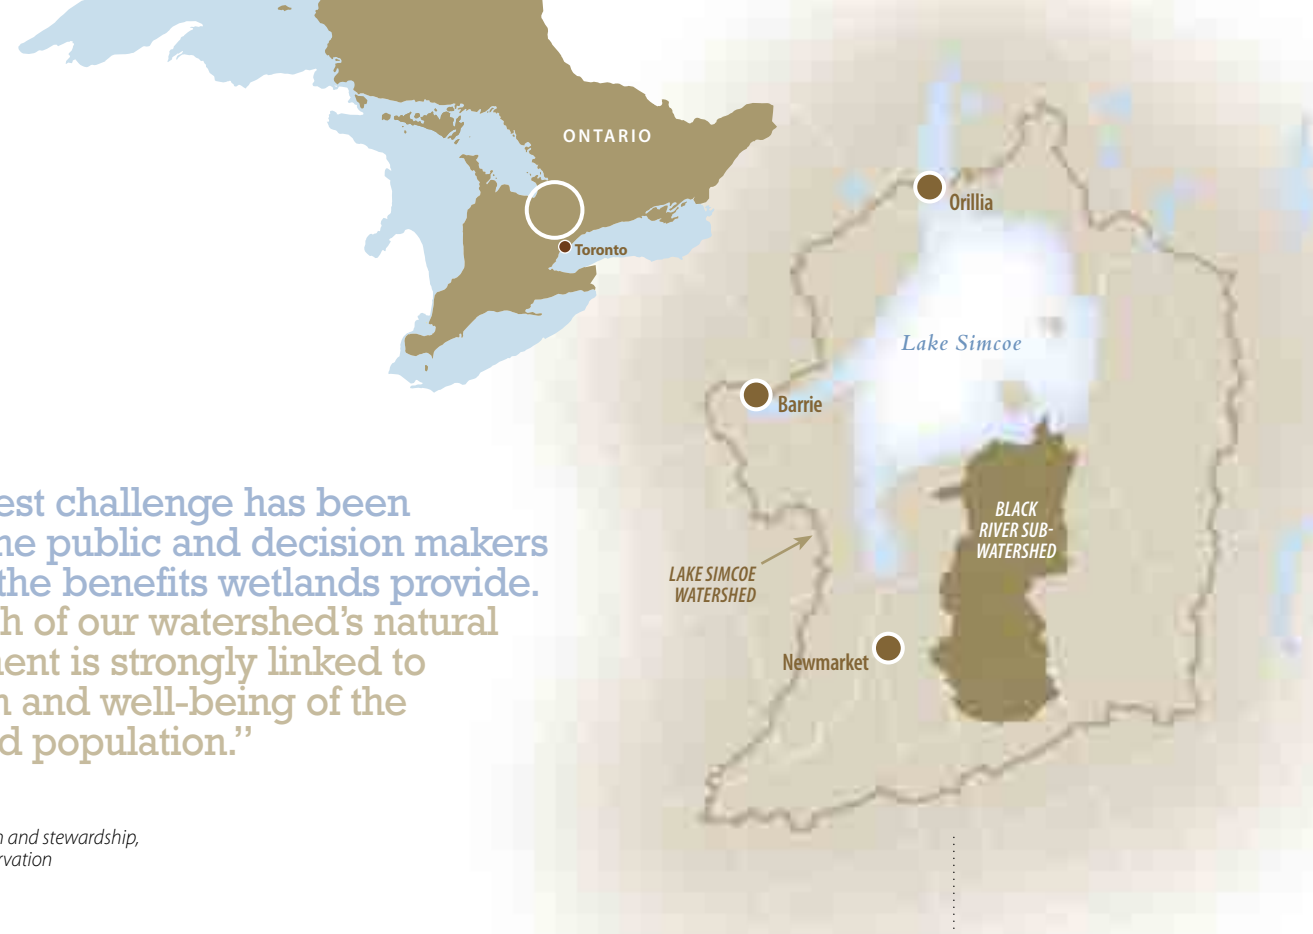 ONTARIO
Toronto
Orillia
Lake Simcoe
Barrie
BLACK
RIVER SUB-
WATERSHED
LAKE SIMCOE
WATERSHED
Newmarket
est challenge has been
he public and decision makers
the benefits wetlands provide.
h of our watershed’s natural
ent is strongly linked to
and well-being of the
d population.”
n and stewardship,
rvation